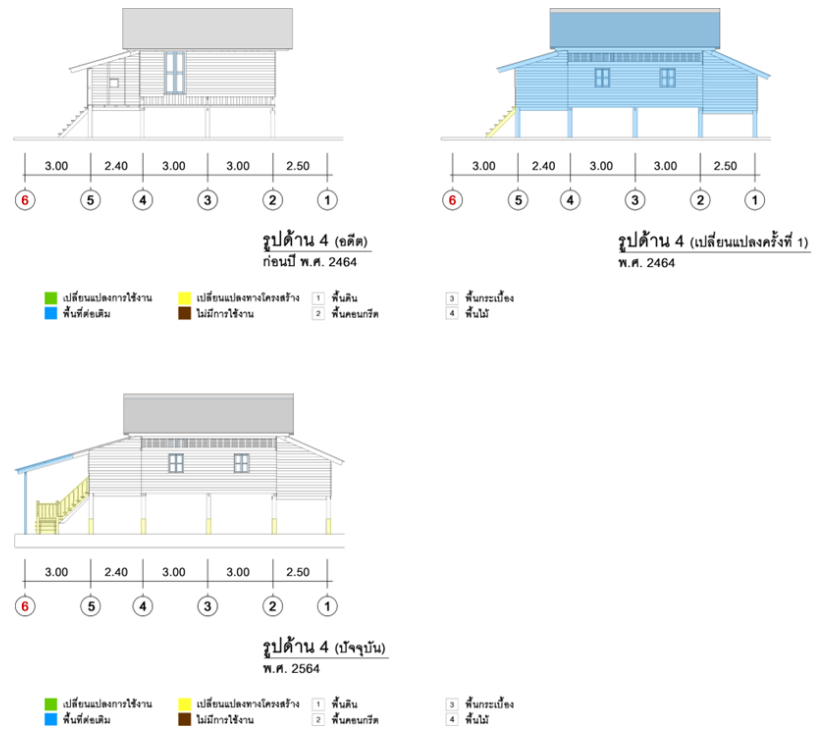 3.00 2.40 3.00 3.00 2.50
6 5 4 3 2 1
รูปด้าน 4 (อดีต)
ก่อนปี พ.ศ. 2464
3.00 2.40 3.00 3.00 2.50
6 5 4 3 2 1
รูปด้าน 4 (เปลี่ยนแปลงครั้งที่ 1)
พ.ศ. 2464
เปลี่ยนแปลงการใช้งาน เปลี่ยนแปลงทางโครงสร้าง 1 พื้นดิน 3 พื้นกระเบื้อง
พื้นที่ต่อเติม ไม่มีการใช้งาน 2 พื้นคอนกรีต 4 พื้นไม้
3.00 2.40 3.00 3.00 2.50
6 5 4 3 2 1
รูปด้าน 4 (ปัจจุบัน)
พ.ศ. 2564
เปลี่ยนแปลงการใช้งาน เปลี่ยนแปลงทางโครงสร้าง 1 พื้นดิน 3 พื้นกระเบื้อง
พื้นที่ต่อเติม ไม่มีการใช้งาน 2 พื้นคอนกรีต 4 พื้นไม้